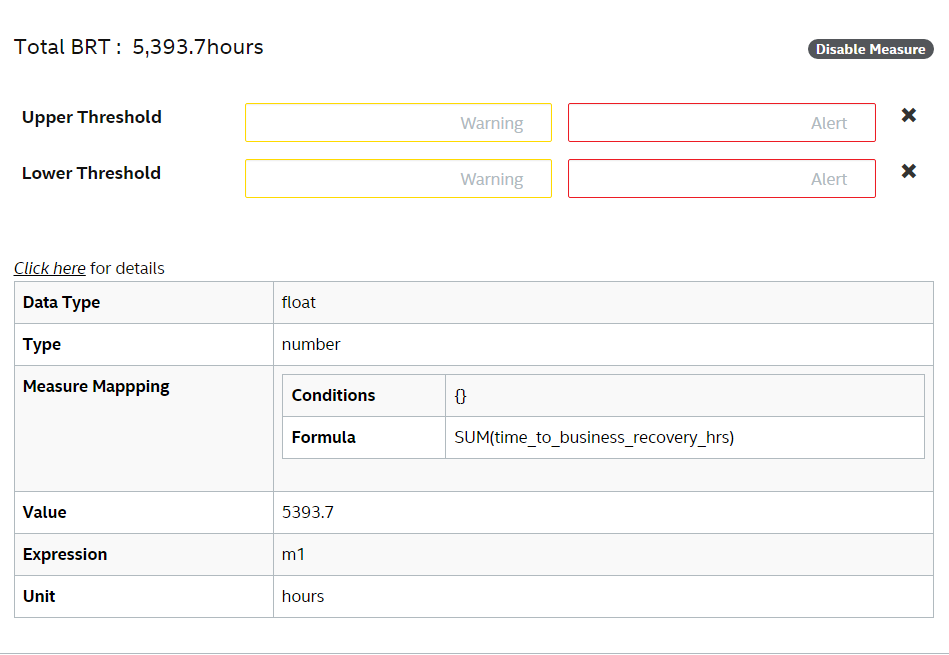 Total BRT :  5,393.7hours
Disable Measure
Upper Threshold
Warning
Alert
✖
Lower Threshold
Warning
Alert
✖
Click here for details
Data Type
float
Type
number
Measure Mappping
Conditions
{}
Formula
SUM(time_to_business_recovery_hrs)
Value
5393.7
Expression
m1
Unit
hours